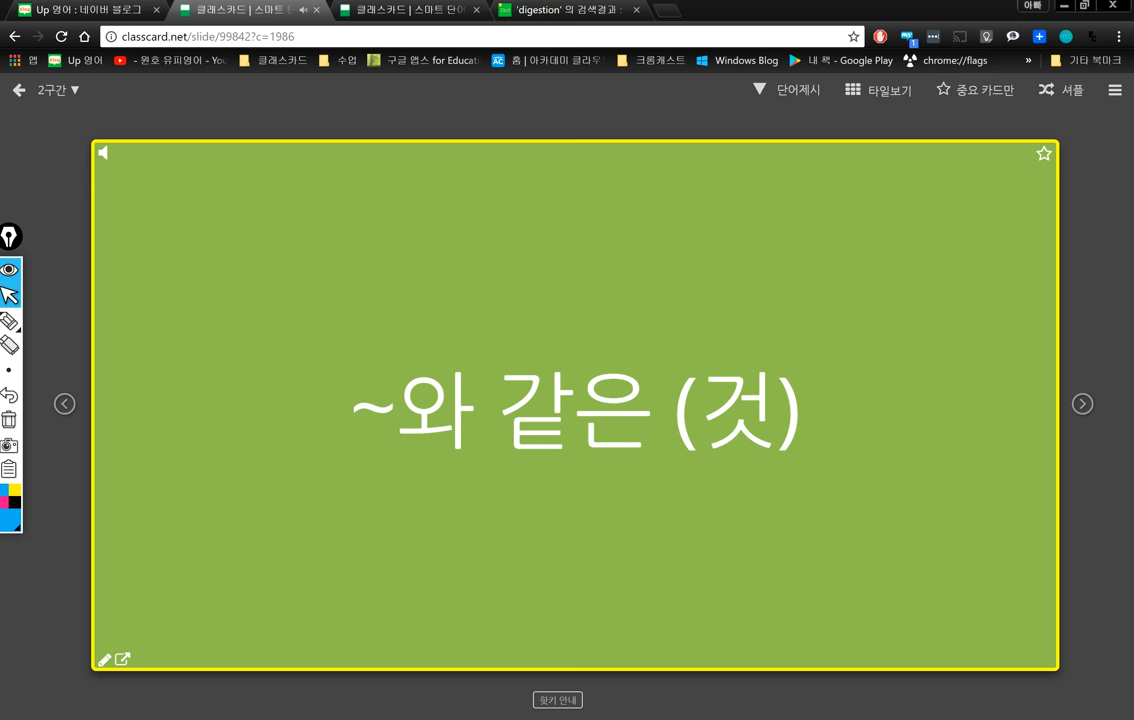 Up 영어 : 네이버 블로그
클래스카드 | 스마트 단
클래스카드 | 스마트 단어
'digestion' 의 검색결과 :
아빠
classcard.net/slide/99842?c=1986
앱
Up 영어
- 원호 유피영어 - You
클래스카드
수업
구글 앱스 for Educati
홈 | 아카데미 클라우
크롬캐스트
Windows Blog
내 책 - Google Play
chrome://flags
»
기타 북마크
2구간 ▼
▼ 단어제시
타일보기
중요 카드만
셔플
~와 같은 (것)
핫키 안내